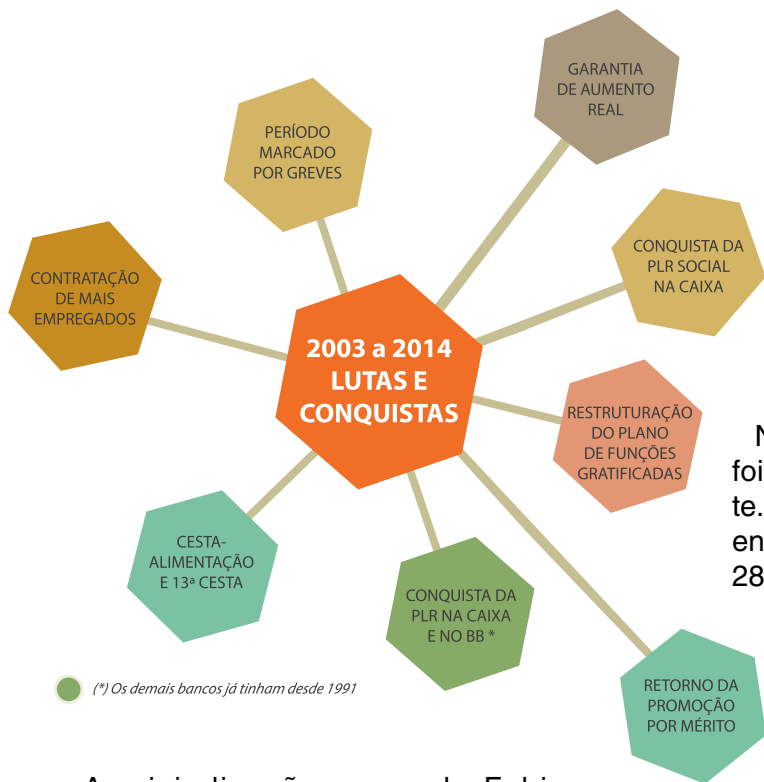 GARANTIA
DE AUMENTO
REAL
PERÍODO
MARCADO
POR GREVES
CONQUISTA DA
PLR SOCIAL
NA CAIXA
CONTRATAÇÃO
DE MAIS
EMPREGADOS
2003 a 2014
LUTAS E
CONQUISTAS
RESTRUTURAÇÃO
DO PLANO
DE FUNÇÕES
GRATIFICADAS
foi
te.
en
28
CESTA-
ALIMENTAÇÃO
E 13ª CESTA
CONQUISTA DA
PLR NA CAIXA
E NO BB *
RETORNO DA
PROMOÇÃO
POR MÉRITO
(*) Os demais bancos já tinham desde 1991